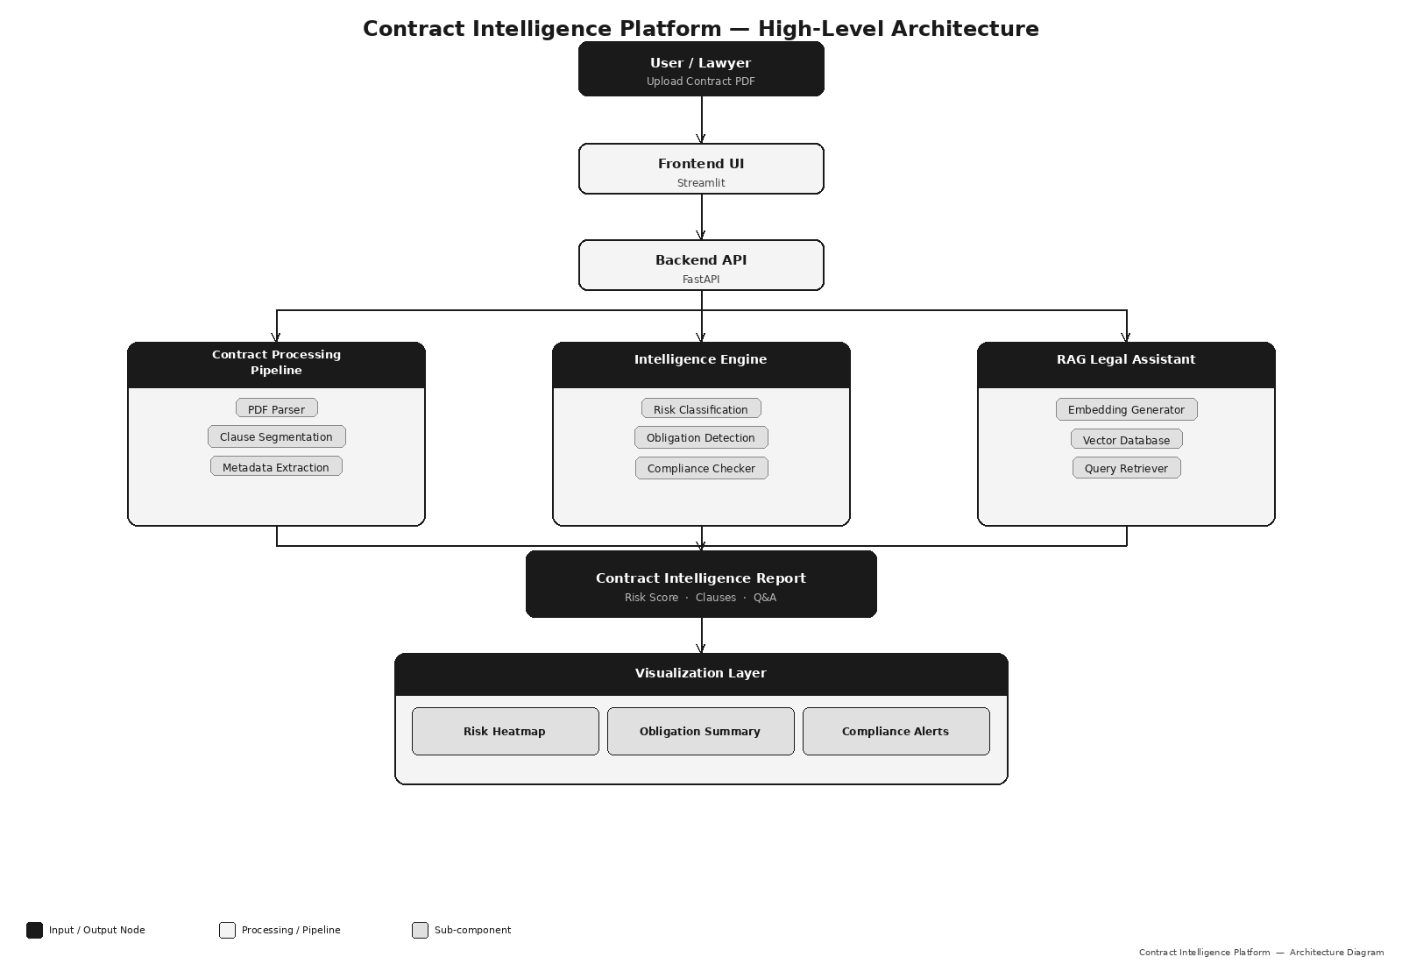 Contract Intelligence Platform — High-Level Architecture
User / Lawyer
Upload Contract PDF
Frontend UI
Streamlit
Backend API
FastAPI
Contract Processing
Pipeline
PDF Parser
Clause Segmentation
Metadata Extraction
Intelligence Engine
Risk Classification
Obligation Detection
Compliance Checker
RAG Legal Assistant
Embedding Generator
Vector Database
Query Retriever
Contract Intelligence Report
Risk Score · Clauses · Q&A
Visualization Layer
Risk Heatmap
Obligation Summary
Compliance Alerts
Input / Output Node
Processing / Pipeline
Sub-component
Contract Intelligence Platform — Architecture Diagram